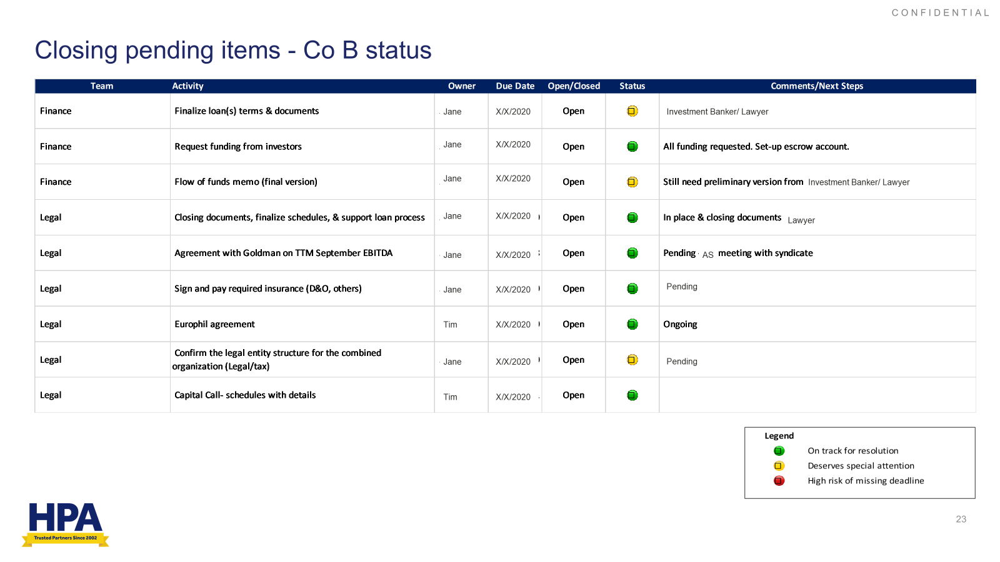 CONFIDENTIAL
Closing pending items - Co B status
Team Activity Owner Due Date Open/Closed Status Comments/Next Steps
Finance Finalize loan(s) terms & documents Jane X/X/2020 Open Investment Banker/ Lawyer
Finance Request funding from investors Jane X/X/2020 Open All funding requested. Set-up escrow account.
Finance Flow of funds memo (final version) Jane X/X/2020 Open Still need preliminary version from Investment Banker/ Lawyer
Legal Closing documents, finalize schedules, & support loan process Jane X/X/2020 Open In place & closing documents Lawyer
Legal Agreement with Goldman on TTM September EBITDA Jane X/X/2020 Open Pending AS meeting with syndicate
Legal Sign and pay required insurance (D&O, others) Jane X/X/2020 Open Pending
Legal Europhil agreement Tim X/X/2020 Open Ongoing
Legal Confirm the legal entity structure for the combined
organization (Legal/tax) Jane X/X/2020 Open Pending
Legal Capital Call- schedules with details Tim X/X/2020 Open
Legend
On track for resolution
Deserves special attention
High risk of missing deadline
HPA
Trusted Partners Since 2002
23